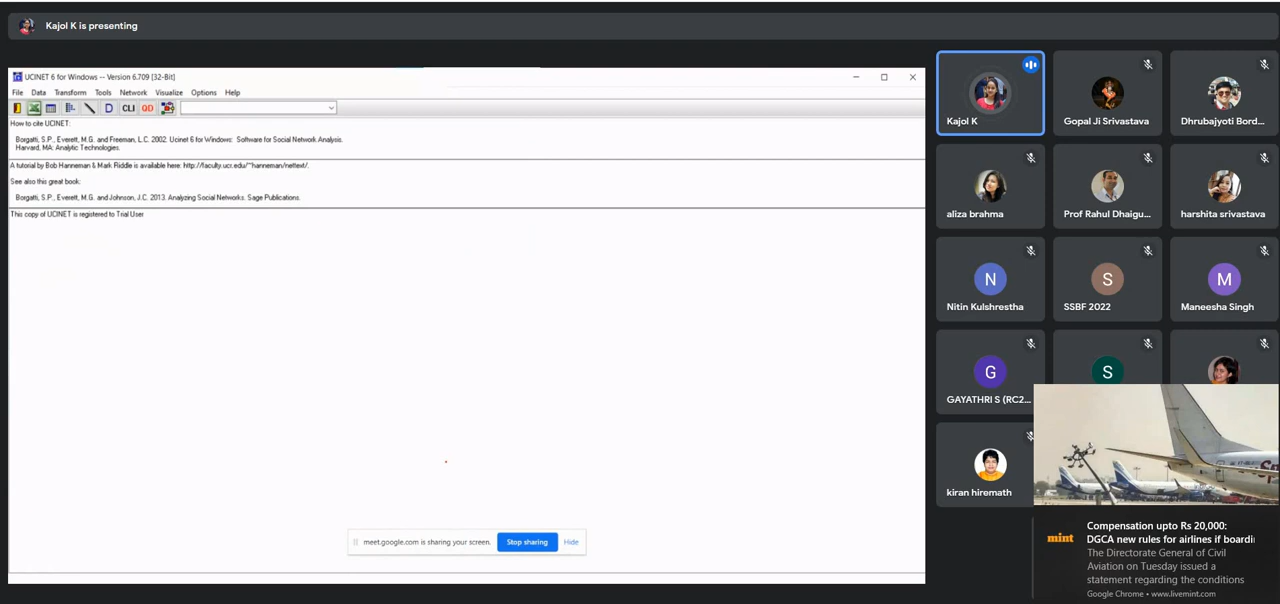 Kajol K is presenting
UCINET 6 for Windows -- Version 6.709 [32-Bit]
File Data Transform Tools Network Visualize Options Help
D CLI
How to cite UCINET:
Borgatti, S.P., Everett, M.G. and Freeman, L.C. 2002. Ucinet 6 for Windows: Software for Social Network Analysis.
Harvard, MA: Analytic Technologies.
A tutorial by Bob Hanneman & Mark Riddle is available here: http://faculty.ucr.edu/~hanneman/nettext/.
See also this great book:
Borgatti, S.P., Everett, M.G. and Johnson, J.C. 2013. Analyzing Social Networks. Sage Publications.
This copy of UCINET is registered to Trial User
meet.google.com is sharing your screen. Stop sharing Hide
Kajol K
Gopal Ji Srivastava
Dhrubajyoti Bord...
aliza brahma
Prof Rahul Dhaigu...
harshita srivastava
N
Nitin Kulshrestha
S
SSBF 2022
M
Maneesha Singh
G
GAYATHRI S (RC2...
S
kiran hiremath
mint
Compensation upto Rs 20,000:
DGCA new rules for airlines if boardi
The Directorate General of Civil
Aviation on Tuesday issued a
statement regarding the conditions
Google Chrome • www.livemint.com